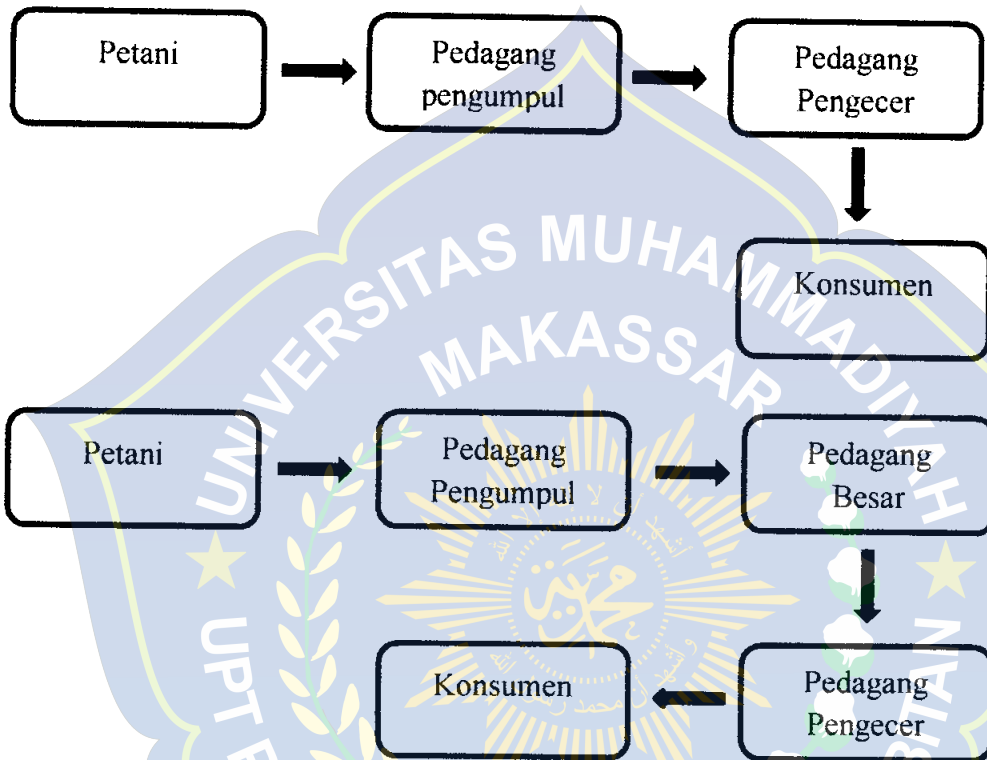 Petani
Pedagang
pengumpul
Pedagang
Pengecer
Konsumen
Petani
Pedagang
Pengumpul
Pedagang
Besar
Pedagang
Pengecer
Konsumen
UNIVERSITAS MUHAMMADIYAH
MAKASSAR
UPT